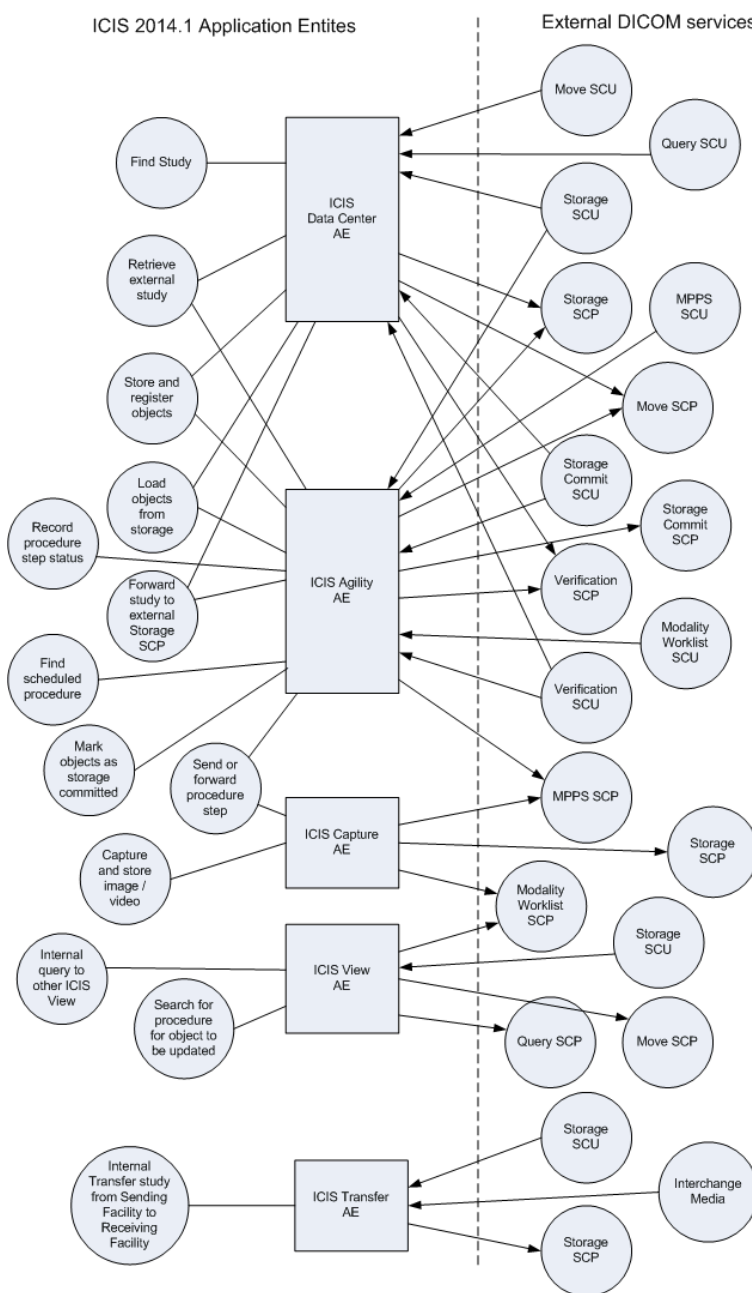 ICIS 2014.1 Application Entites
External DICOM services
Move SCU
Query SCU
Find Study
ICIS
Data Center
AE
Storage
SCU
Retrieve
external
study
Storage
SCP
MPPS
SCU
Store and
register
objects
Move SCP
Load
objects from
storage
Storage
Commit
SCU
Record
procedure
step status
Storage
Commit
SCP
ICIS Agility
AE
Forward
study to
external
Storage
SCP
Verification
SCP
Modality
Worklist
SCU
Find
scheduled
procedure
Verification
SCU
Mark
objects as
storage
committed
Send or
forward
procedure
step
MPPS SCP
ICIS Capture
AE
Storage
SCP
Capture
and store
image /
video
Modality
Worklist
SCP
Storage
SCU
Internal
query to
other ICIS
View
ICIS View
AE
Search for
procedure
for object to
be updated
Query SCP
Move SCP
Storage
SCU
Internal
Transfer study
from Sending
Facility to
Receiving
Facility
ICIS Transfer
AE
Interchange
Media
Storage
SCP